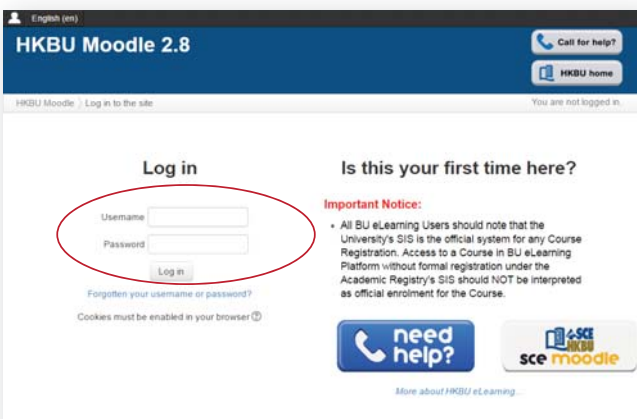 English (en)
HKBU Moodle 2.8
Call for help?
HKBU home
HKBU Moodle
Log in to the site
You are not logged in.
Log in
Username
Password
Log in
Forgotten your username or password?
Cookies must be enabled in your browser
Is this your first time here?
Important Notice:
All BU eLearning Users should note that the
University's SIS is the official system for any Course
Registration. Access to a Course in BU eLearning
Platform without formal registration under the
Academic Registry's SIS should NOT be interpreted
as official enrolment for the Course.
need
help?
SCE
HKBU
sce moodle
More about HKBU eLearning...